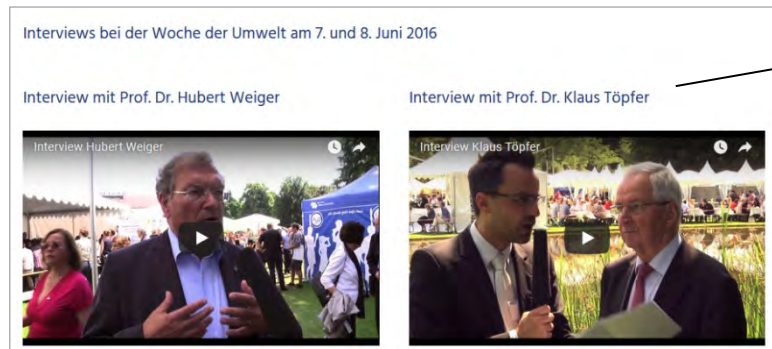 Interviews bei der Woche der Umwelt am 7. und 8. Juni 2016
Interview mit Prof. Dr. Hubert Weiger
Interview mit Prof. Dr. Klaus Töpfer
Interview Hubert Weiger
Interview Klaus Töpfer